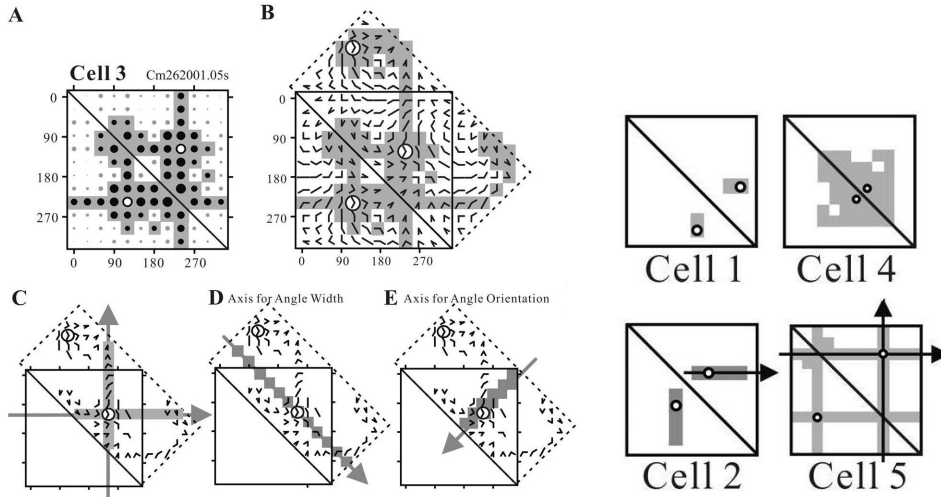 A
B
Cell 3
Cm262001.05s
0
90
180
270
0 90 180 270
0
90
180
270
0 90 180 270
C
D Axis for Angle Width
E Axis for Angle Orientation
Cell 1
Cell 4
Cell 2
Cell 5